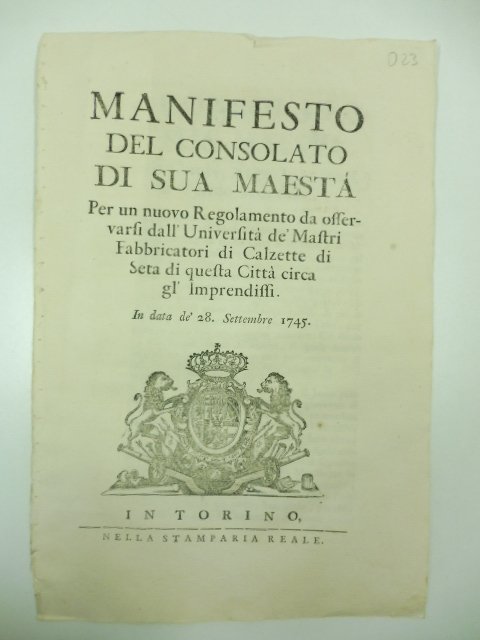 023
MANIFESTO
DEL CONSOLATO
DI SUA MAESTÁ
Per un nuovo Regolamento da osser-
varsi dall' Università de' Mastri
Fabbricatori di Calzette di
Seta di questa Città circa
gl' Imprendissi.
In data de' 28. Settembre 1745.
IN TORINO,
NELLA STAMPARIA REALE.